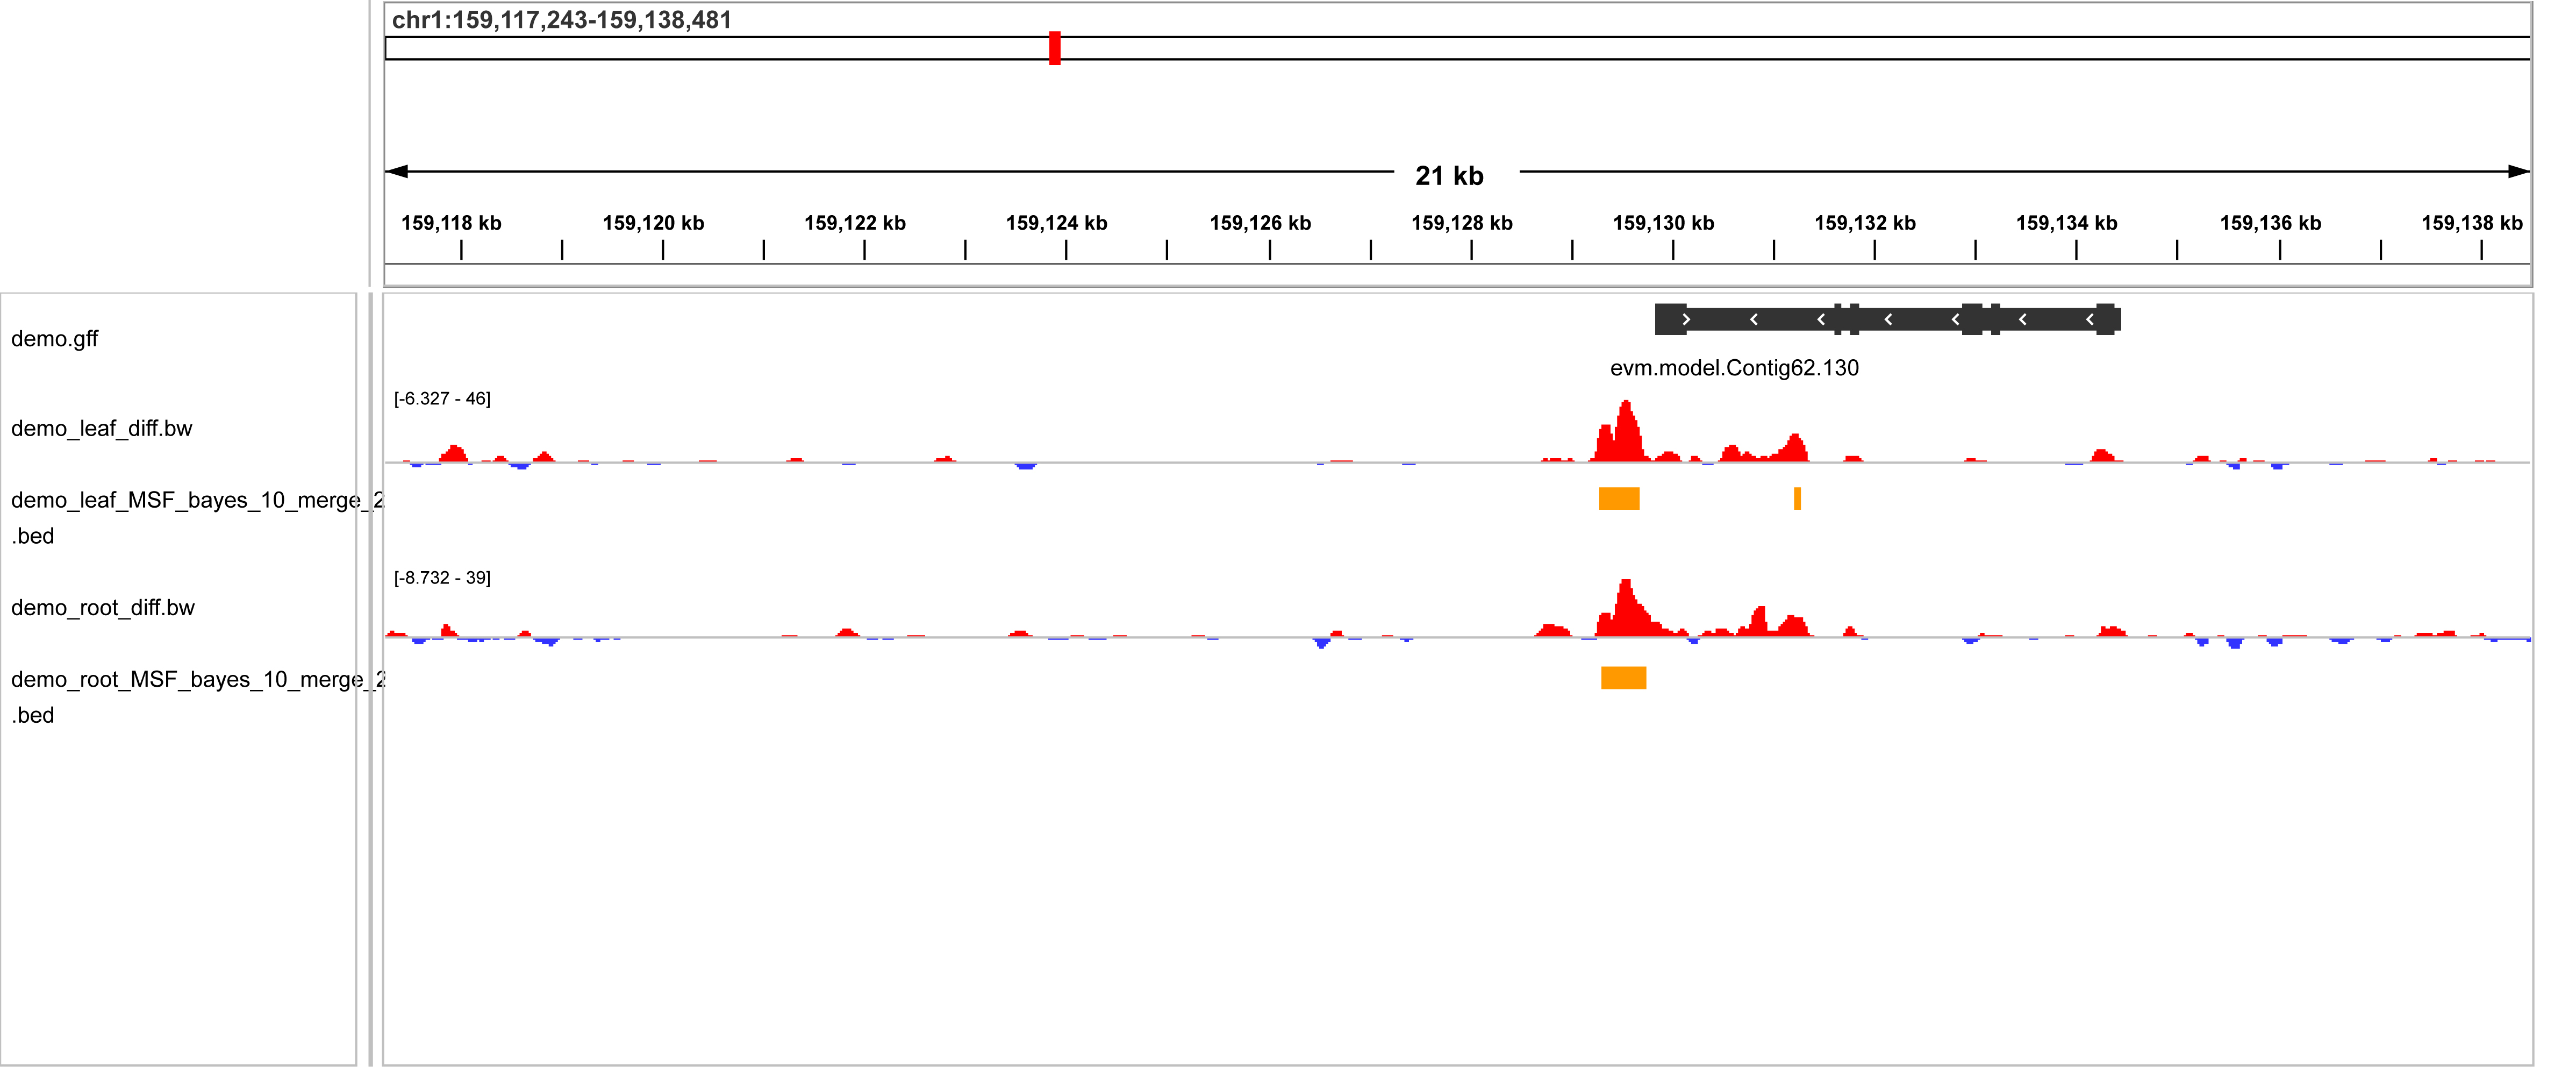 chr1:159,117,243-159,138,481
21 kb
159,118 kb 159,120 kb 159,122 kb 159,124 kb 159,126 kb 159,128 kb 159,130 kb 159,132 kb 159,134 kb 159,136 kb 159,138 kb
demo.gff
evm.model.Contig62.130
[-6.327 - 46]
demo_leaf_diff.bw
demo_leaf_MSF_bayes_10_merge_2
.bed
[-8.732 - 39]
demo_root_diff.bw
demo_root_MSF_bayes_10_merge_2
.bed